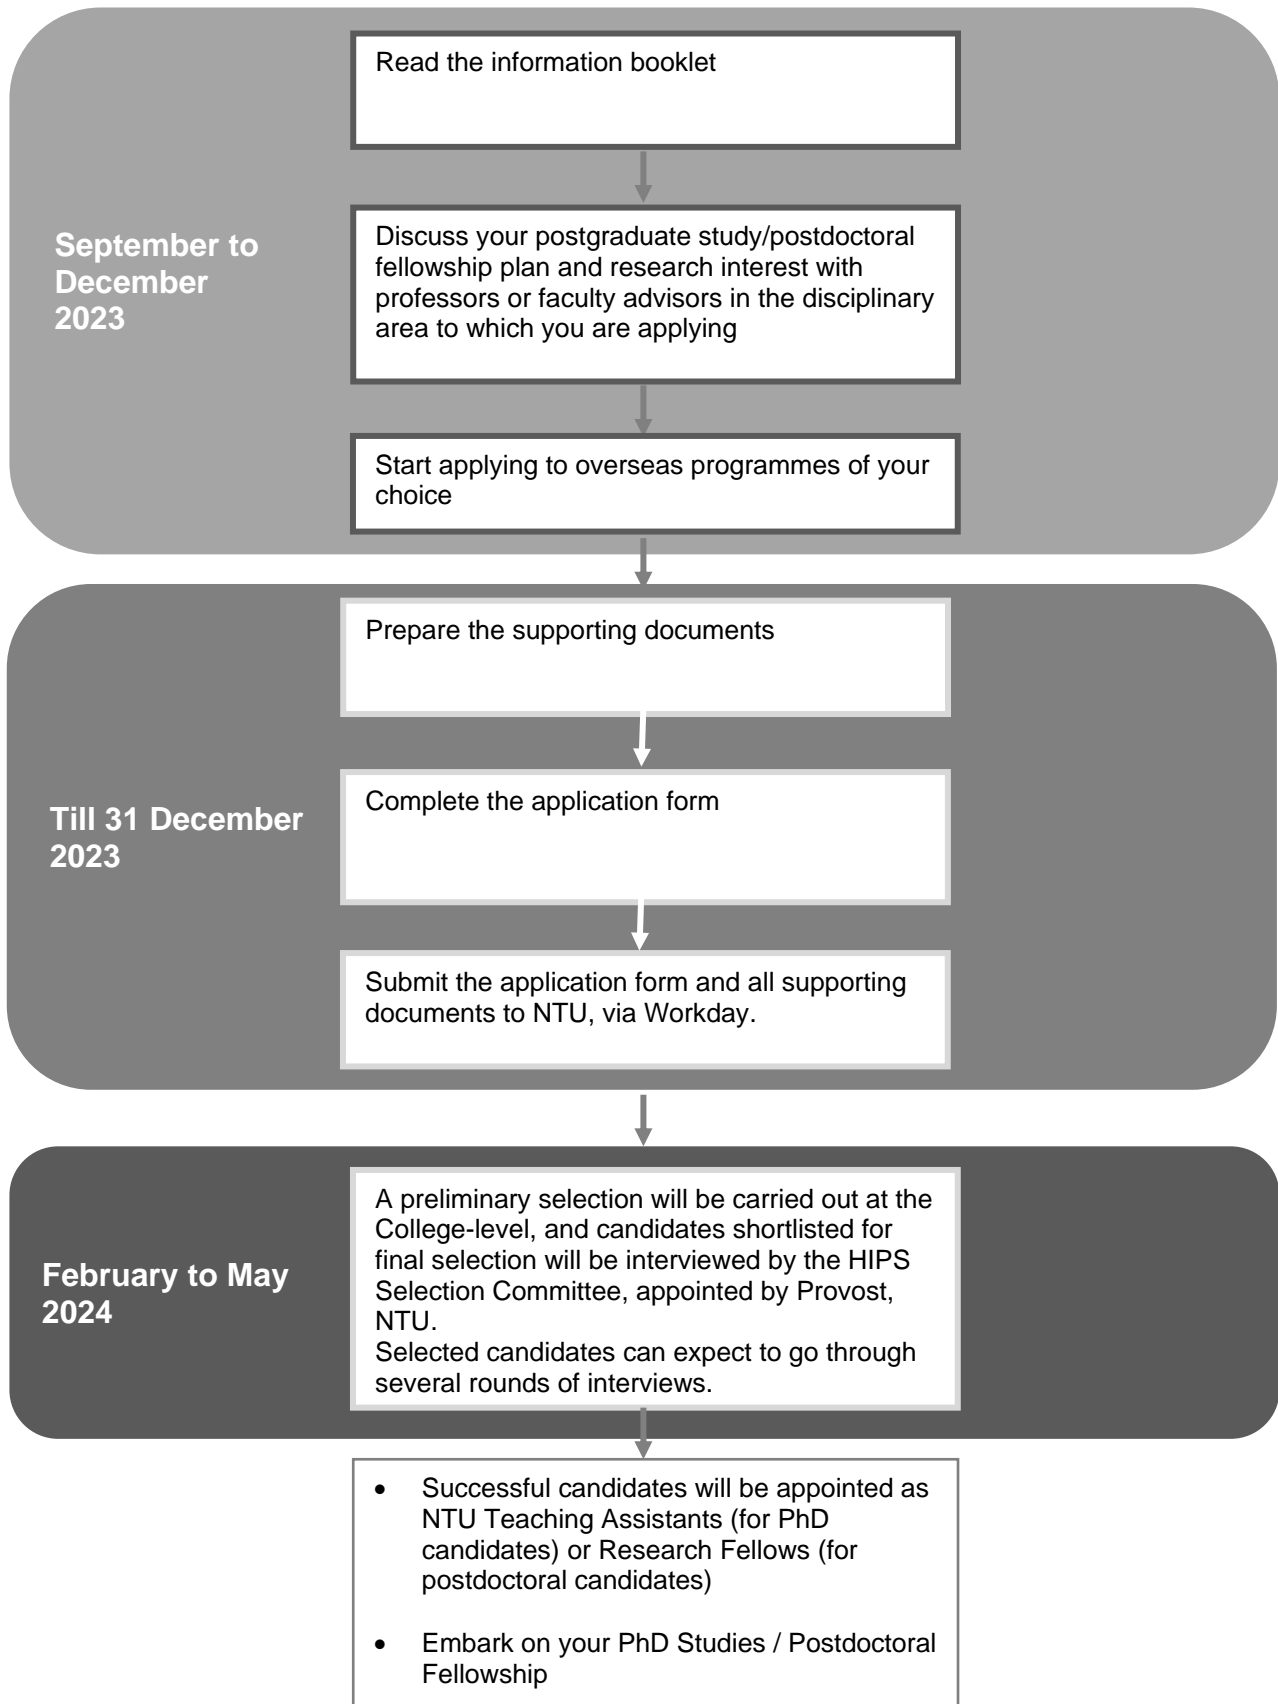 Read the information booklet
September to
December
2023
Discuss your postgraduate study/postdoctoral
fellowship plan and research interest with
professors or faculty advisors in the disciplinary
area to which you are applying
Start applying to overseas programmes of your
choice
Prepare the supporting documents
Till 31 December
2023
Complete the application form
Submit the application form and all supporting
documents to NTU, via Workday.
February to May
2024
A preliminary selection will be carried out at the
College-level, and candidates shortlisted for
final selection will be interviewed by the HIPS
Selection Committee, appointed by Provost,
NTU.
Selected candidates can expect to go through
several rounds of interviews.
• Successful candidates will be appointed as
NTU Teaching Assistants (for PhD
candidates) or Research Fellows (for
postdoctoral candidates)
• Embark on your PhD Studies / Postdoctoral
Fellowship